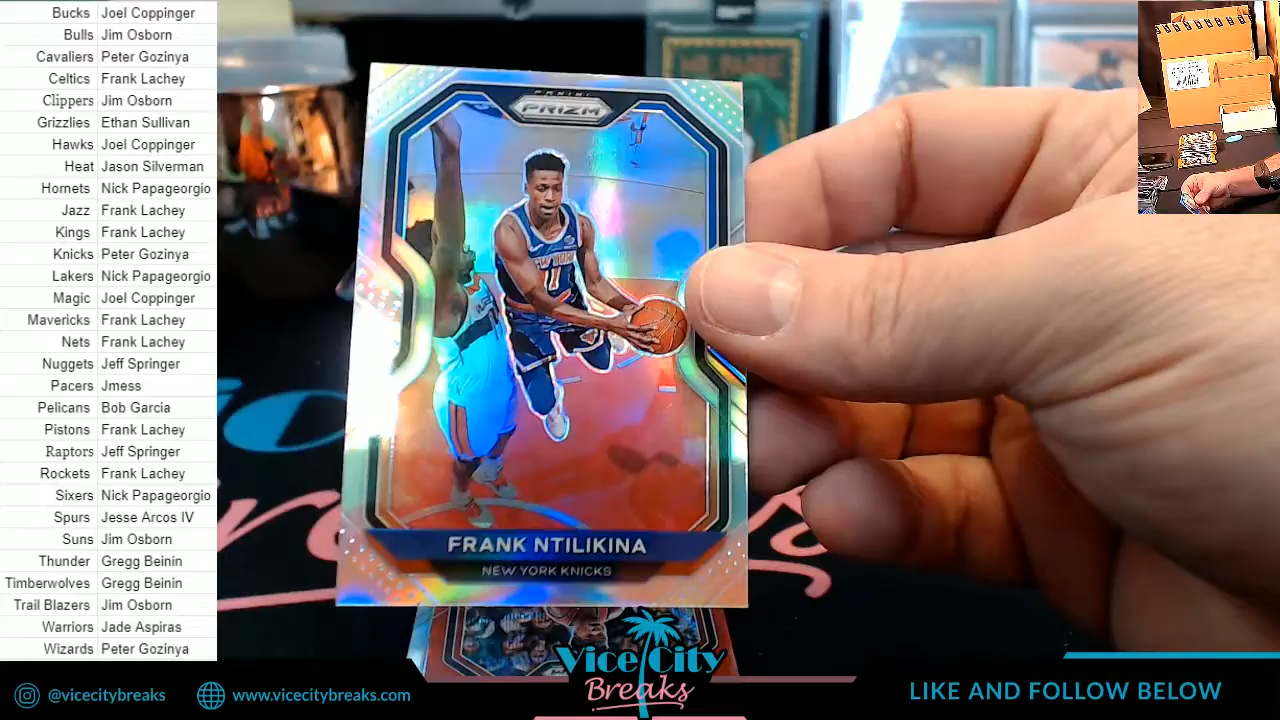 Bucks Joel Coppinger
Bulls Jim Osborn
Cavaliers Peter Gozinya
Celtics Frank Lachey
Clippers Jim Osborn
Grizzlies Ethan Sullivan
Hawks Joel Coppinger
Heat Jason Silverman
Hornets Nick Papageorgio
Jazz Frank Lachey
Kings Frank Lachey
Knicks Peter Gozinya
Lakers Nick Papageorgio
Magic Joel Coppinger
Mavericks Frank Lachey
Nets Frank Lachey
Nuggets Jeff Springer
Pacers Jmess
Pelicans Bob Garcia
Pistons Frank Lachey
Raptors Jeff Springer
Rockets Frank Lachey
Sixers Nick Papageorgio
Spurs Jesse Arcos IV
Suns Jim Osborn
Thunder Gregg Beinin
Timberwolves Gregg Beinin
Trail Blazers Jim Osborn
Warriors Jade Aspiras
Wizards Peter Gozinya
PANINI
PRIZM
NEW YORK
11
FRANK NTILIKINA
NEW YORK KNICKS
Vice City
Breaks
@vicecitybreaks
www.vicecitybreaks.com
LIKE AND FOLLOW BELOW